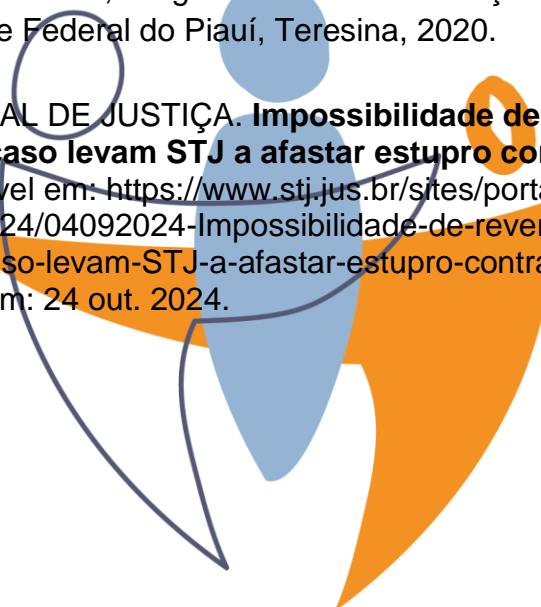 e Federal do Piauí, Teresina, 2020.
AL DE JUSTIÇA. Impossibilidade de
caso levam STJ a afastar estupro con
vel em: https://www.stj.jus.br/sites/porta
24/04092024-Impossibilidade-de-rever
so-levam-STJ-a-afastar-estupro-contra
m: 24 out. 2024.